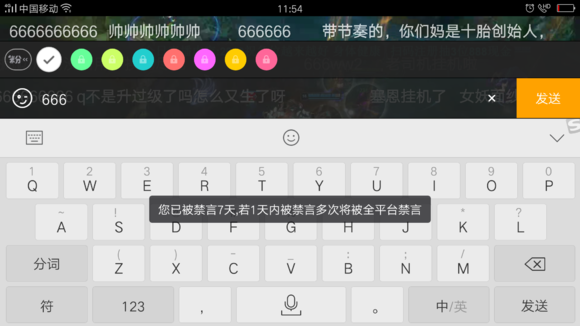 中国移动
11:54
6666666666 帅帅帅帅帅帅 666666 带节奏的，你们妈是十胎创始人，
q不是升过级了吗怎么又生了呀 塞恩挂机了
666 × 发送
1 2 3 4 5 6 7 8 9 0
Q W E R T Y U I O P
~ ! * ?
A S D F G H J K L
您已被禁言7天,若1天内被禁言多次将被全平台禁言
分词 Z X C V B N M
符 123 ， 。 中/英 发送